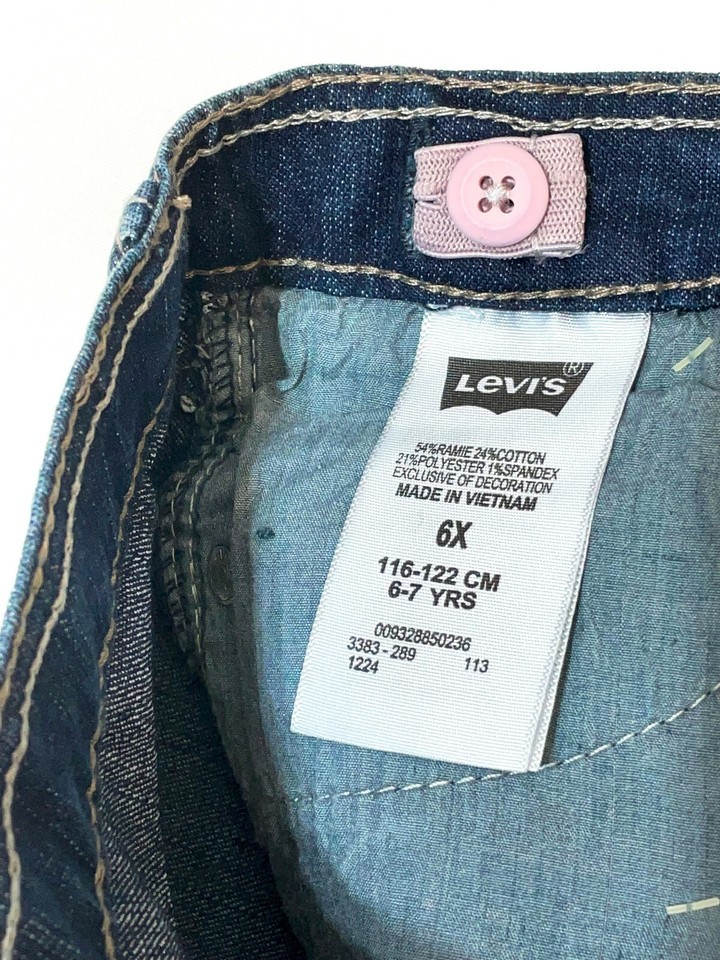 LEVI'S ®
54%RAMIE 24%COTTON
21%POLYESTER 1%SPANDEX
EXCLUSIVE OF DECORATION
MADE IN VIETNAM
6X
116-122 CM
6-7 YRS
009328850236
3383-289 113
1224